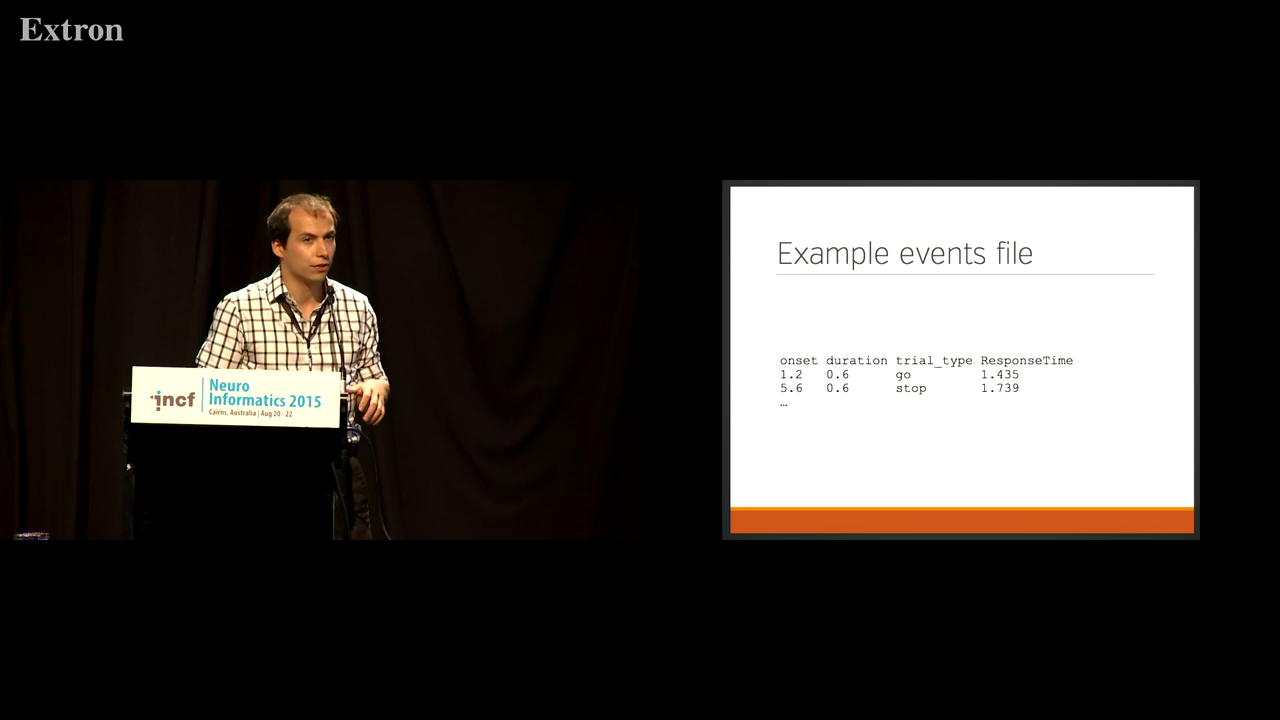 Extron
incf
Neuro
Informatics 2015
Cairns, Australia | Aug 20 - 22
Example events file
onset duration trial_type ResponseTime
1.2 0.6 go 1.435
5.6 0.6 stop 1.739
…